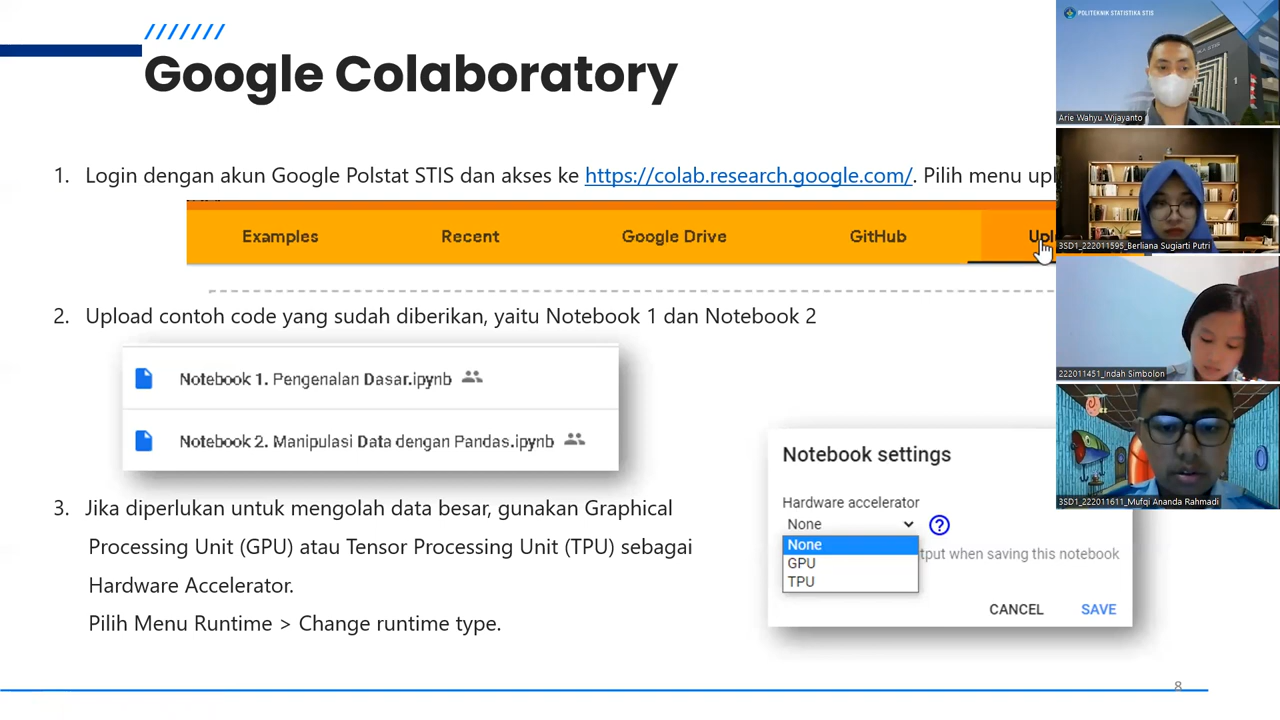 Google Colaboratory
1. Login dengan akun Google Polstat STIS dan akses ke https://colab.research.google.com/. Pilih menu upl
Examples Recent Google Drive GitHub Upl
2. Upload contoh code yang sudah diberikan, yaitu Notebook 1 dan Notebook 2
Notebook 1. Pengenalan Dasar.ipynb
Notebook 2. Manipulasi Data dengan Pandas.ipynb
3. Jika diperlukan untuk mengolah data besar, gunakan Graphical
Processing Unit (GPU) atau Tensor Processing Unit (TPU) sebagai
Hardware Accelerator.
Pilih Menu Runtime > Change runtime type.
Notebook settings
Hardware accelerator
None
?
None
tput when saving this notebook
GPU
TPU
CANCEL SAVE
8
POLITEKNIK STATISTIKA STIS
1
Arie Wahyu Wijayanto
3SD1_222011595_Berliana Sugiarti Putri
222011451_Indah Simbolon
3SD1_222011611_Mufqi Ananda Rahmadi